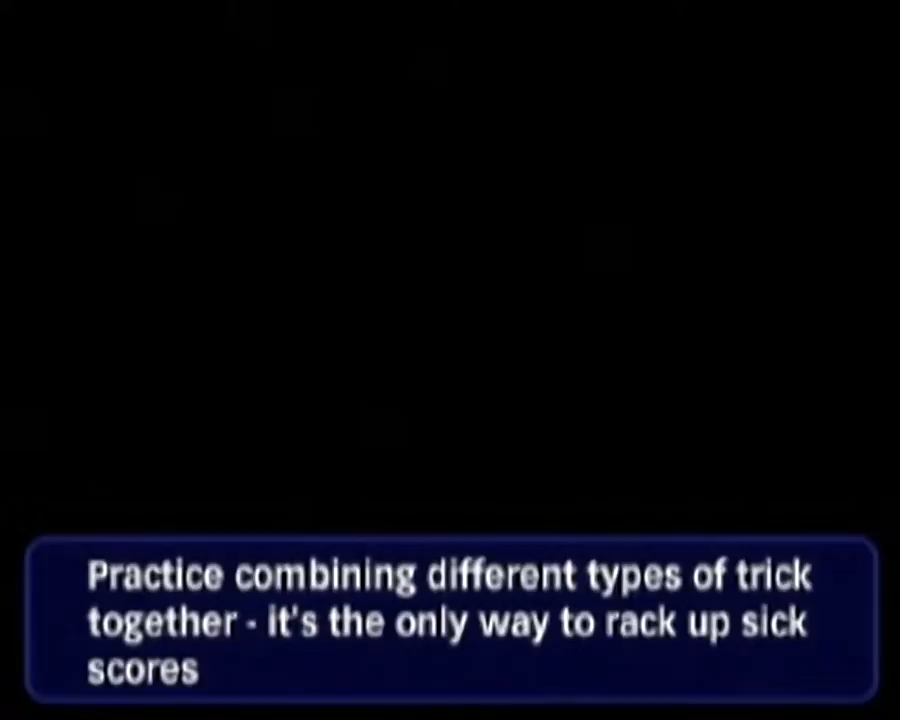 Practice combining different types of trick
together - it's the only way to rack up sick
scores